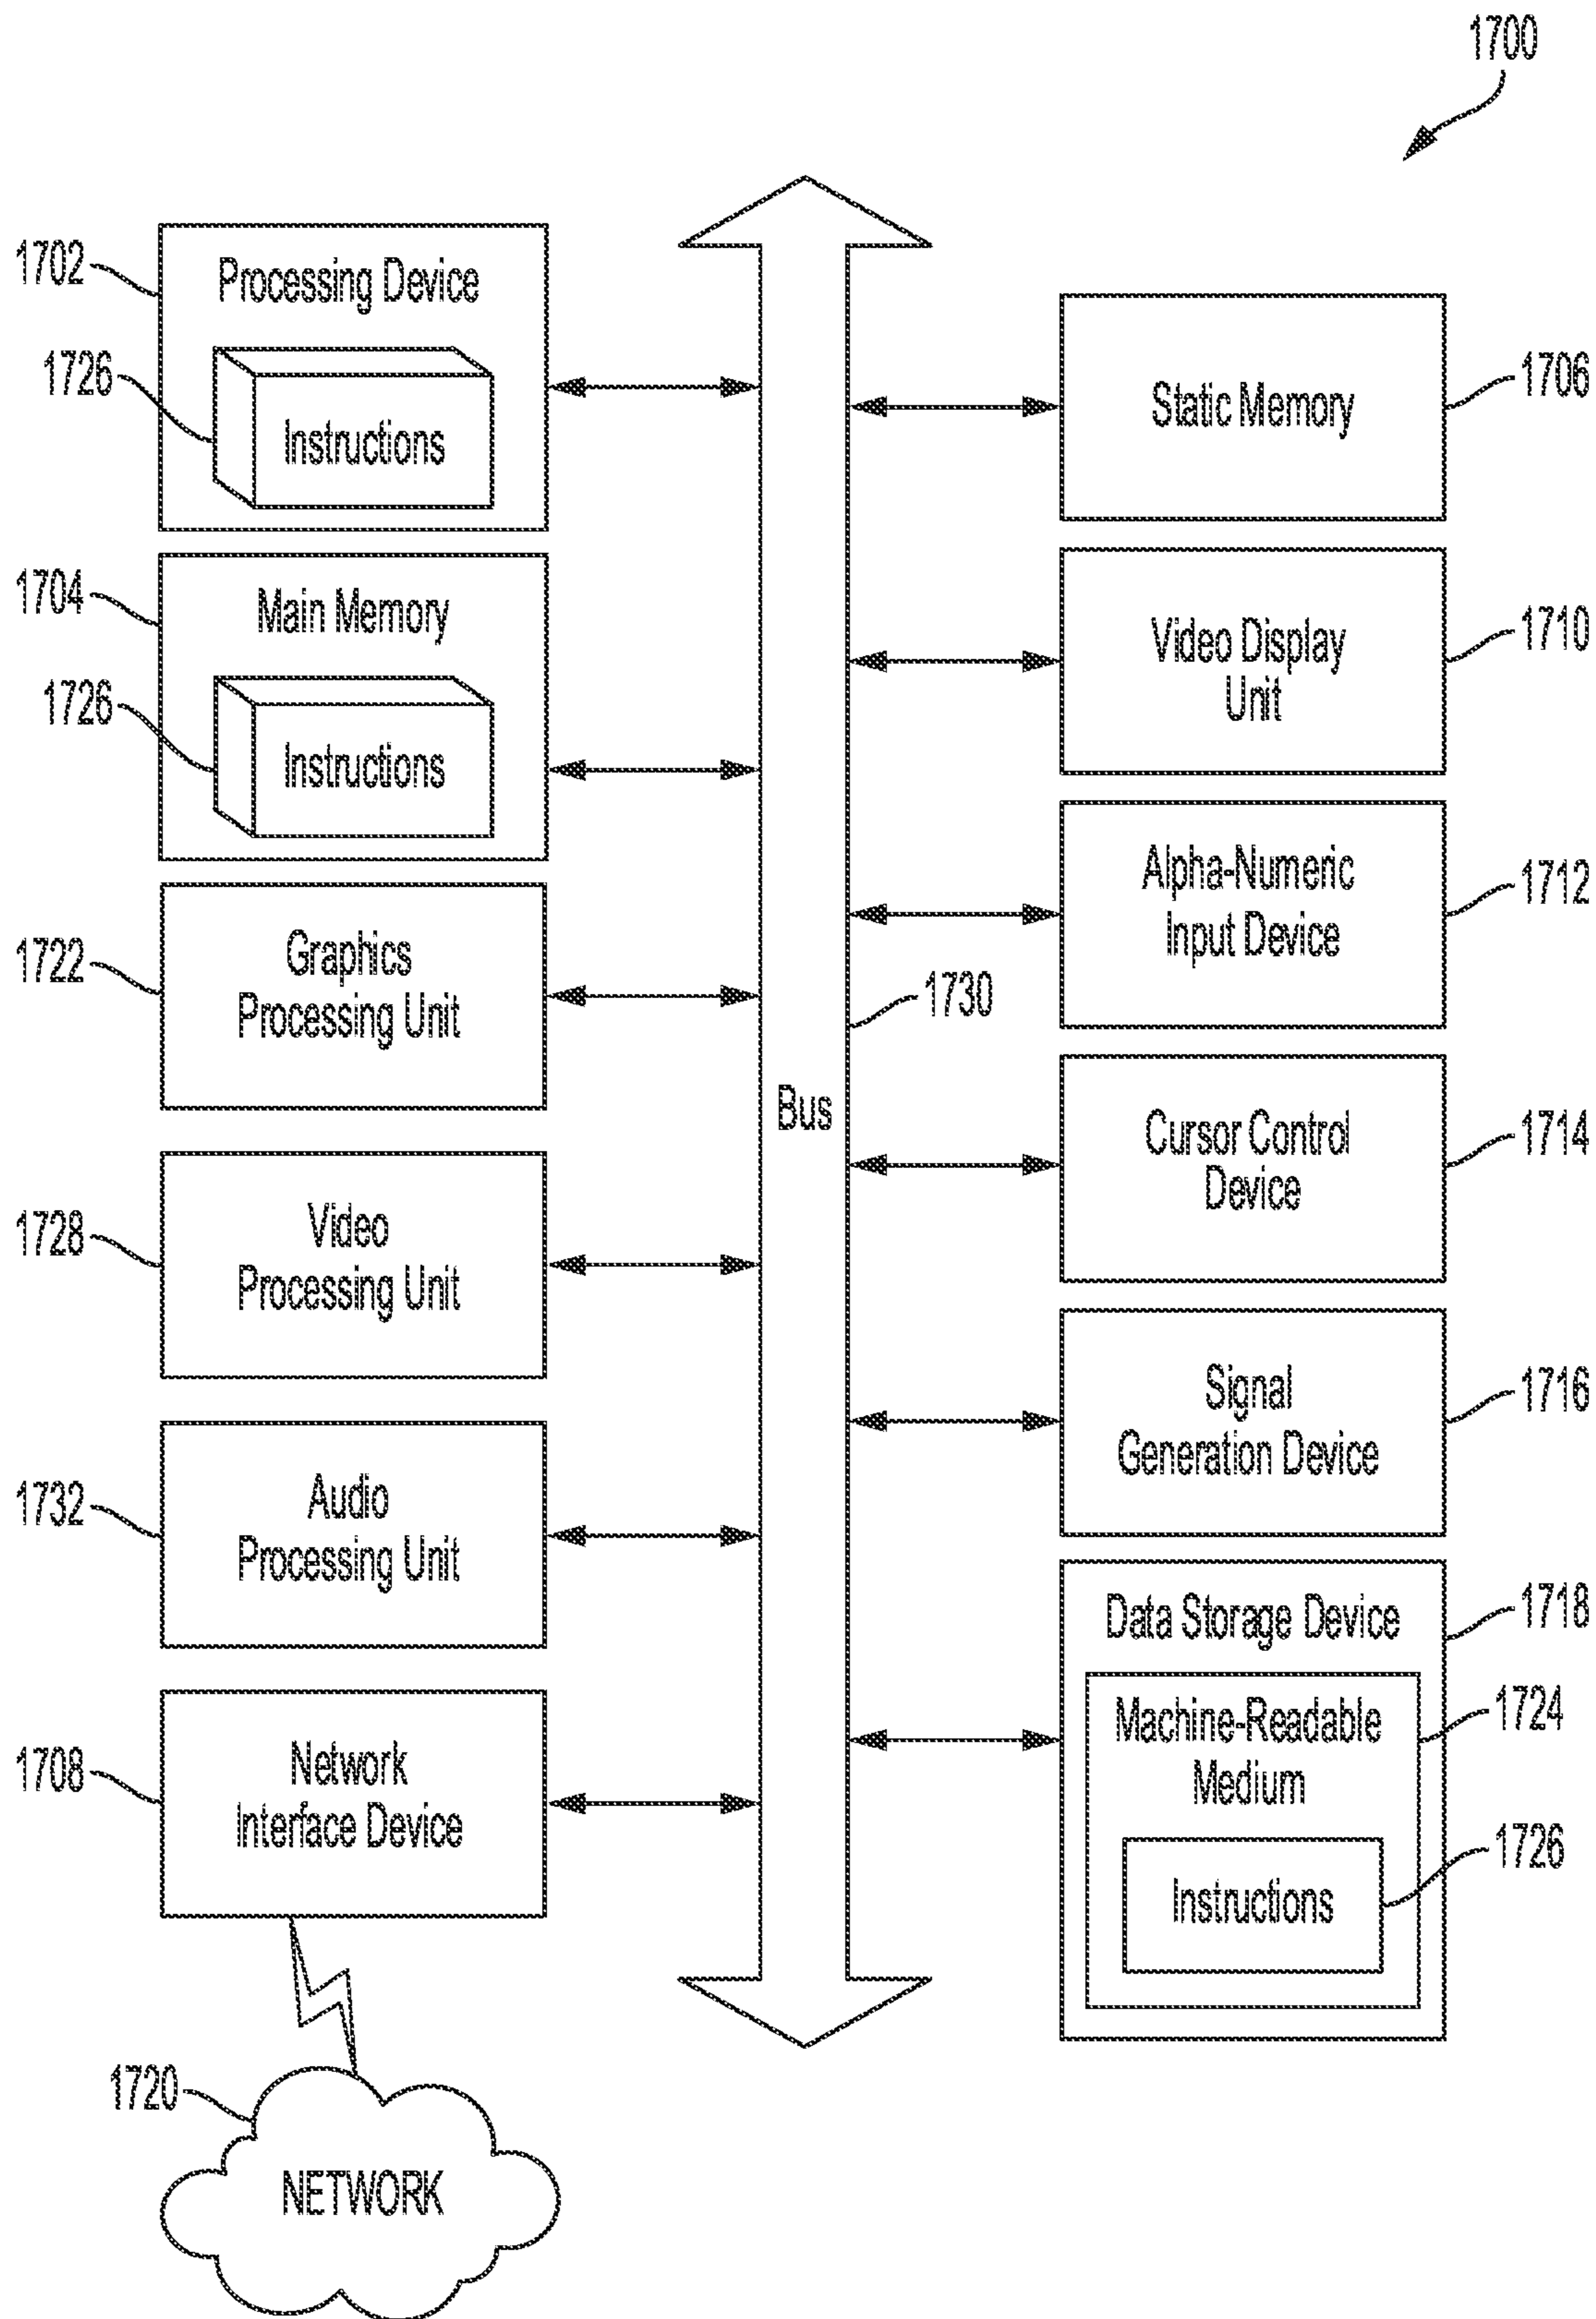 1700
1702
Processing Device
1726
Instructions
1704
Main Memory
1726
Instructions
1722
Graphics
Processing Unit
1728
Video
Processing Unit
1732
Audio
Processing Unit
1708
Network
Interface Device
1720
NETWORK
Bus
1730
Static Memory
1706
Video Display
Unit
1710
Alpha-Numeric
Input Device
1712
Cursor Control
Device
1714
Signal
Generation Device
1716
Data Storage Device
1718
Machine-Readable
Medium
1724
Instructions
1726